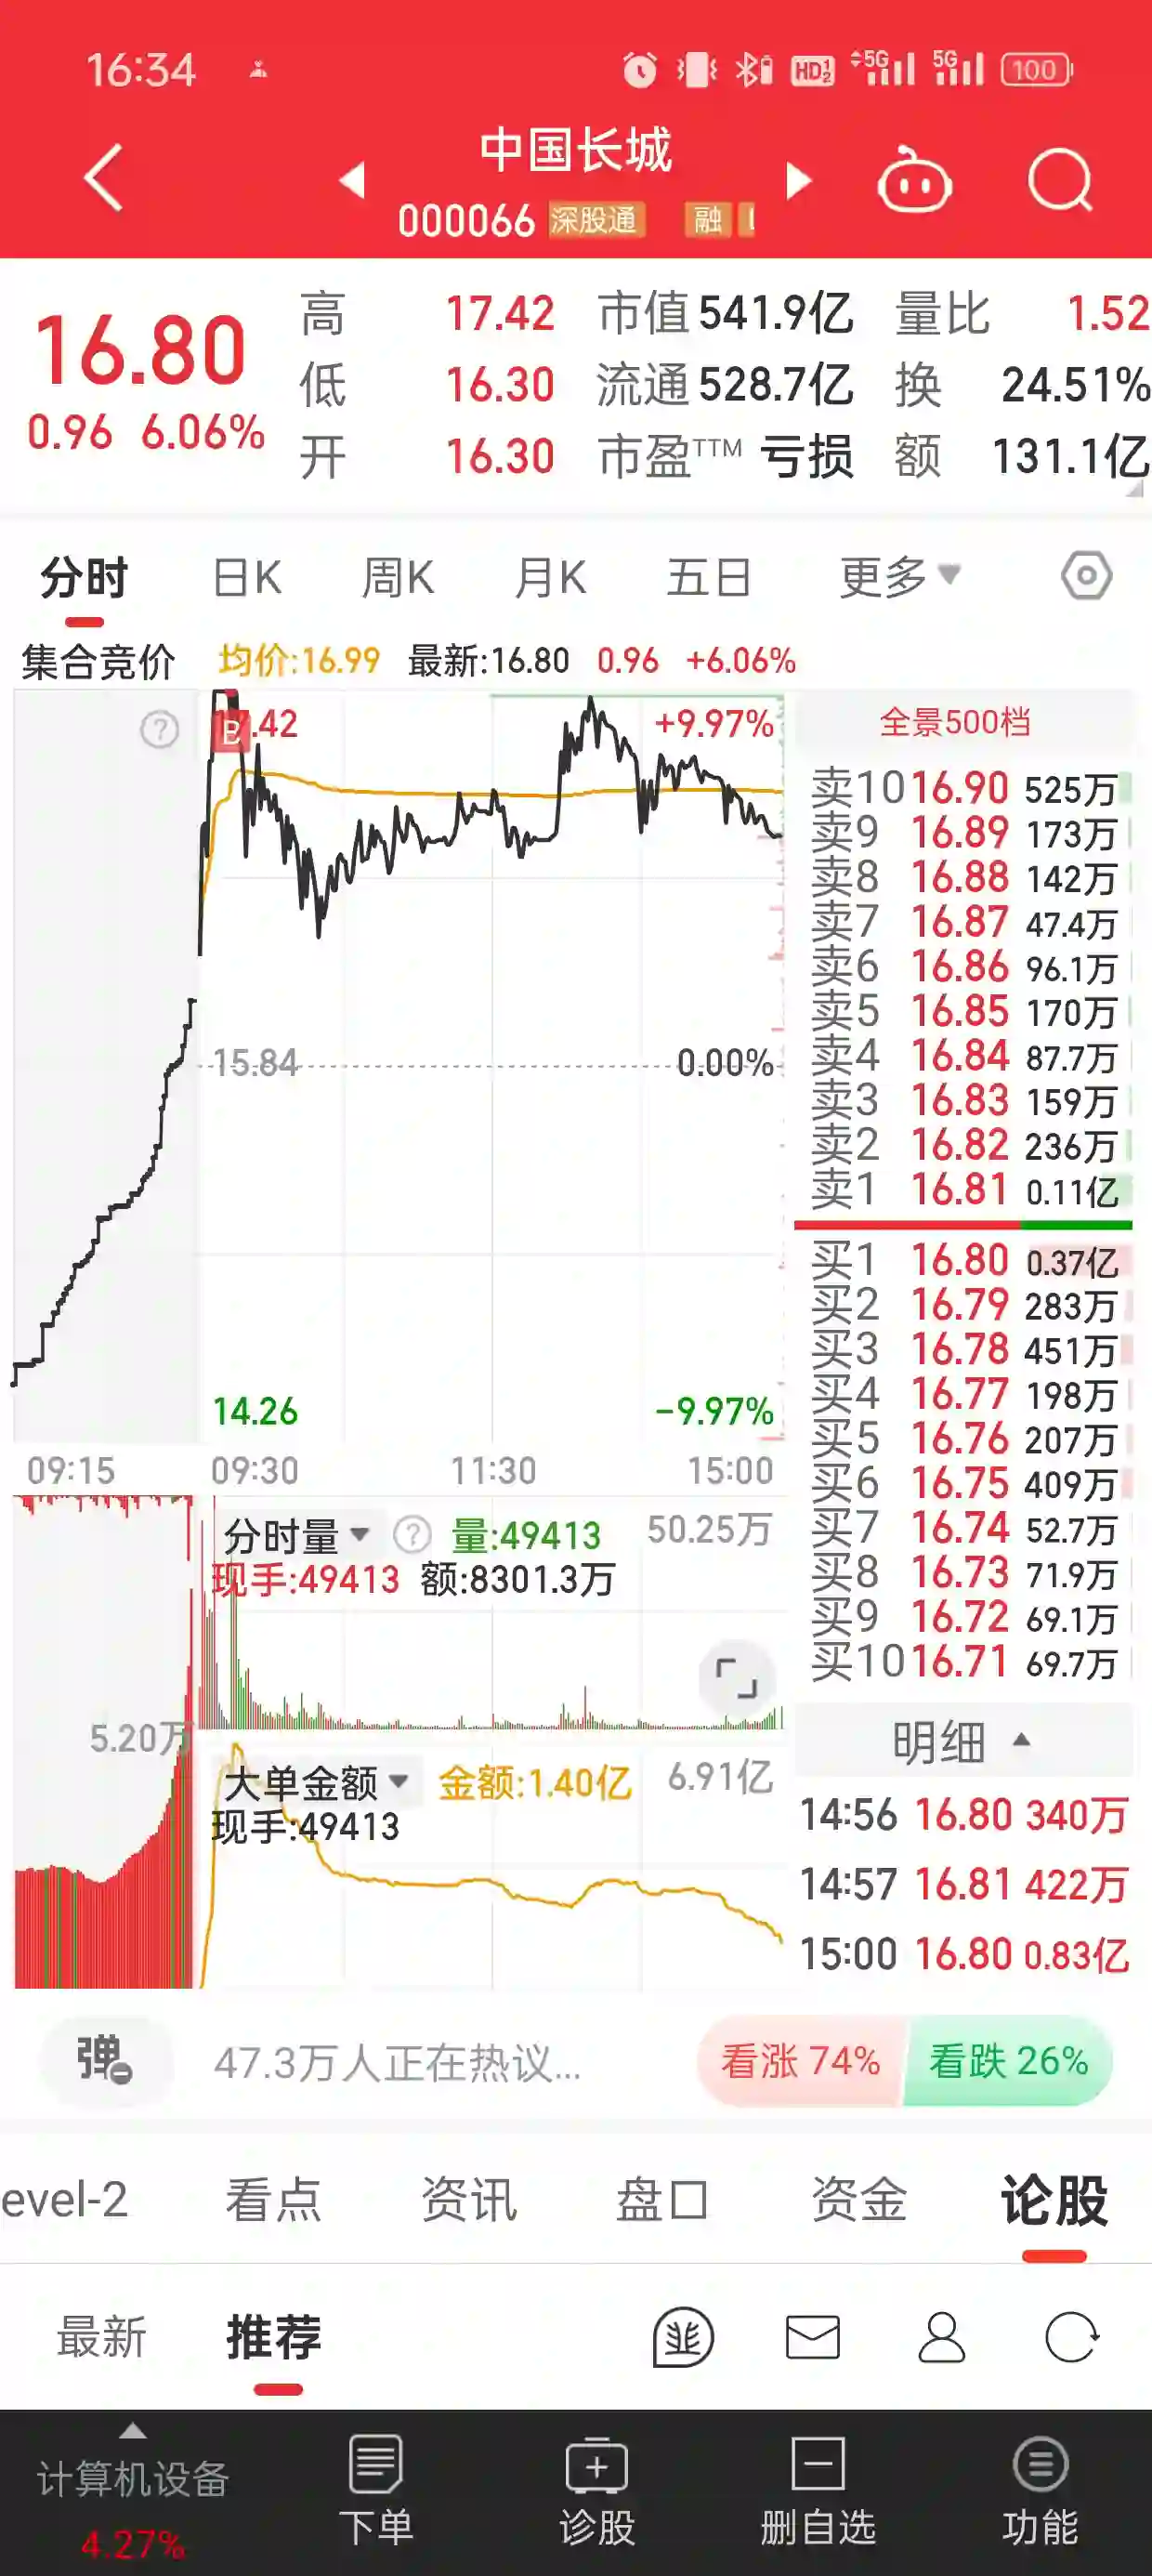 16:34
HD1 2 5G 5G 100
中国长城
000066 深股通 融
16.80
0.96 6.06%
高 17.42 市值 541.9亿 量比 1.52
低 16.30 流通 528.7亿 换 24.51%
开 16.30 市盈TTM 亏损 额 131.1亿
分时 日K 周K 月K 五日 更多
集合竞价 均价:16.99 最新:16.80 0.96 +6.06%
B .42 +9.97%
15.84 0.00%
14.26 -9.97%
09:15 09:30 11:30 15:00
分时量 ? 量:49413 50.25万
现手:49413 额:8301.3万
5.20万
大单金额 金额:1.40亿 6.91亿
现手:49413
全景500档
卖10 16.90 525万
卖9 16.89 173万
卖8 16.88 142万
卖7 16.87 47.4万
卖6 16.86 96.1万
卖5 16.85 170万
卖4 16.84 87.7万
卖3 16.83 159万
卖2 16.82 236万
卖1 16.81 0.11亿
买1 16.80 0.37亿
买2 16.79 283万
买3 16.78 451万
买4 16.77 198万
买5 16.76 207万
买6 16.75 409万
买7 16.74 52.7万
买8 16.73 71.9万
买9 16.72 69.1万
买10 16.71 69.7万
明细
14:56 16.80 340万
14:57 16.81 422万
15:00 16.80 0.83亿
弹 47.3万人正在热议... 看涨 74% 看跌 26%
evel-2 看点 资讯 盘口 资金 论股
最新 推荐
计算机设备
4.27%
下单 诊股 删自选 功能